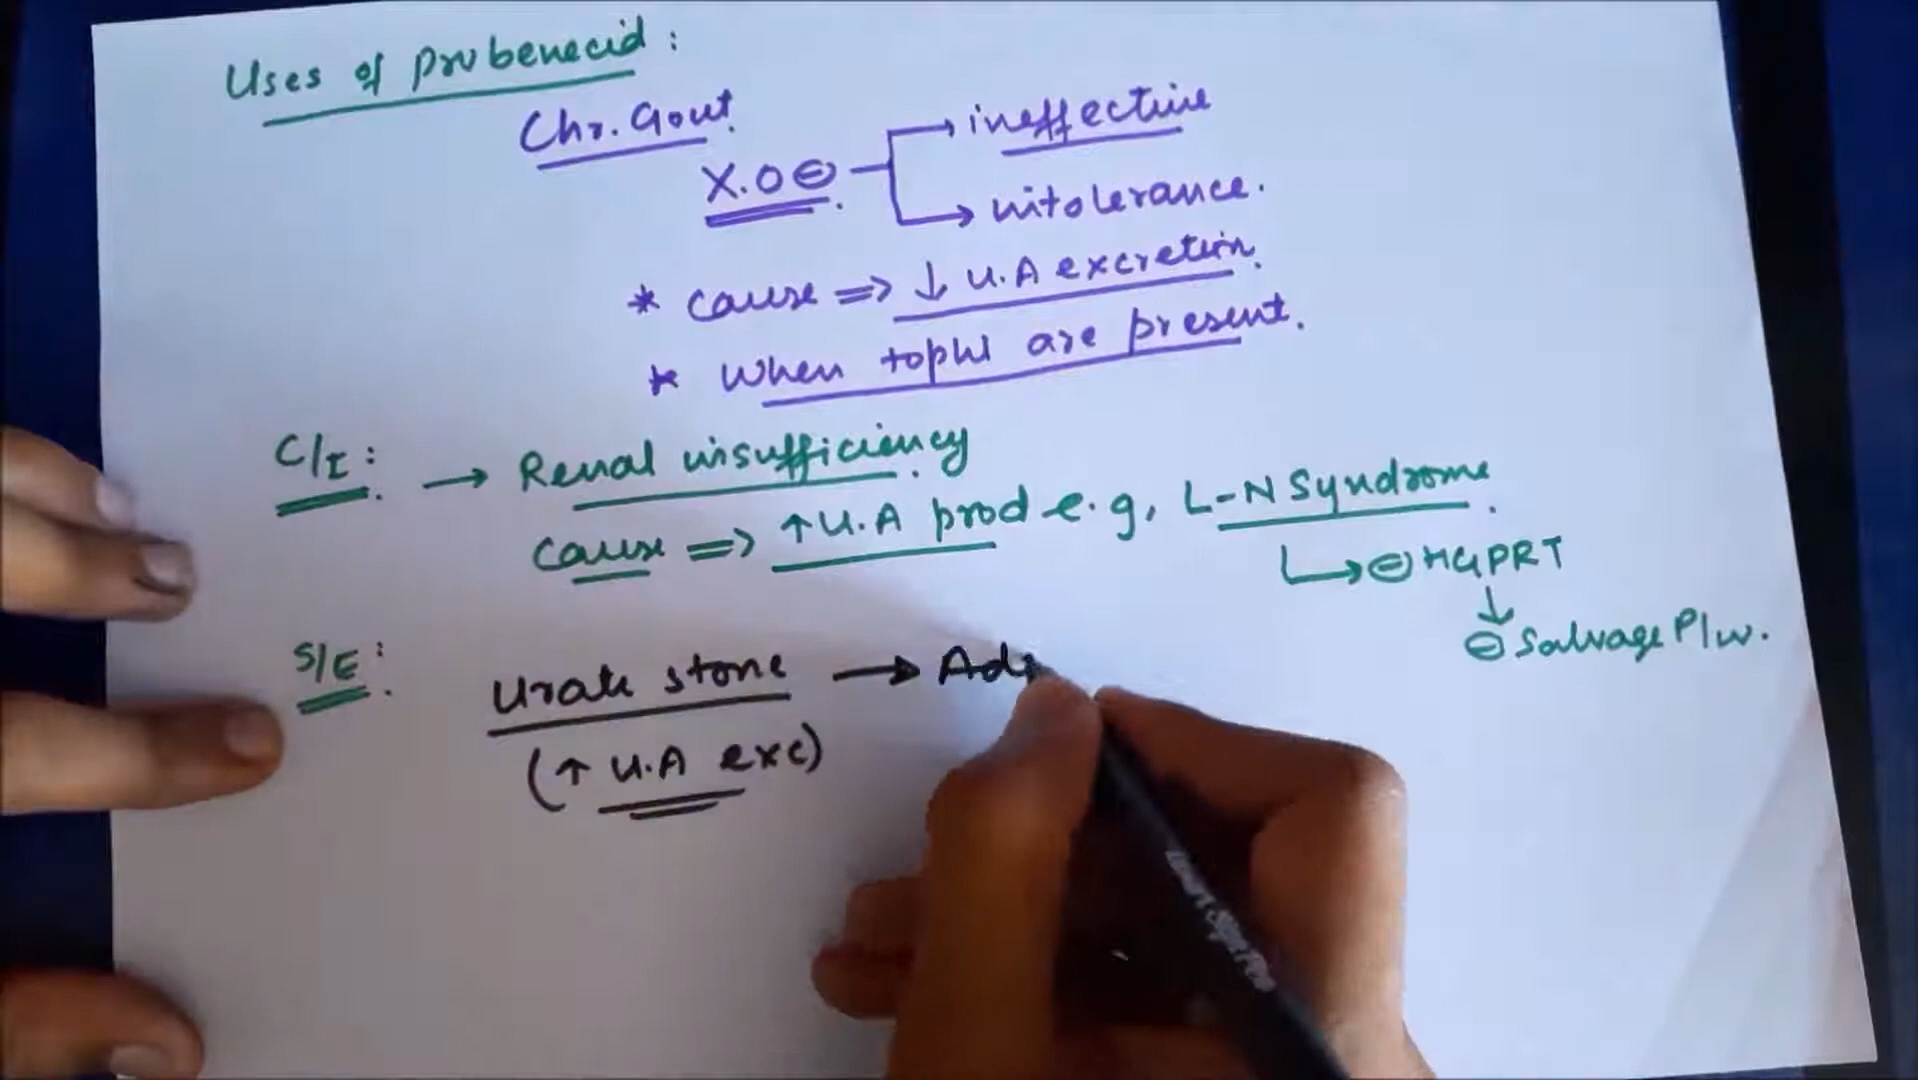 Uses of probenecid:
Chr. Gout.
X.O⊖ → ineffective
→ intolerance.
* cause => ↓ U.A excretion.
* When tophi are present.
C/I: → Renal insufficiency.
cause => ↑ U.A prod e.g, L-N Syndrome.
↳ ⊖ HGPRT
↓
⊖ Salvage P/w.
S/E: Urate stone → Ad
(↑ U.A exc)